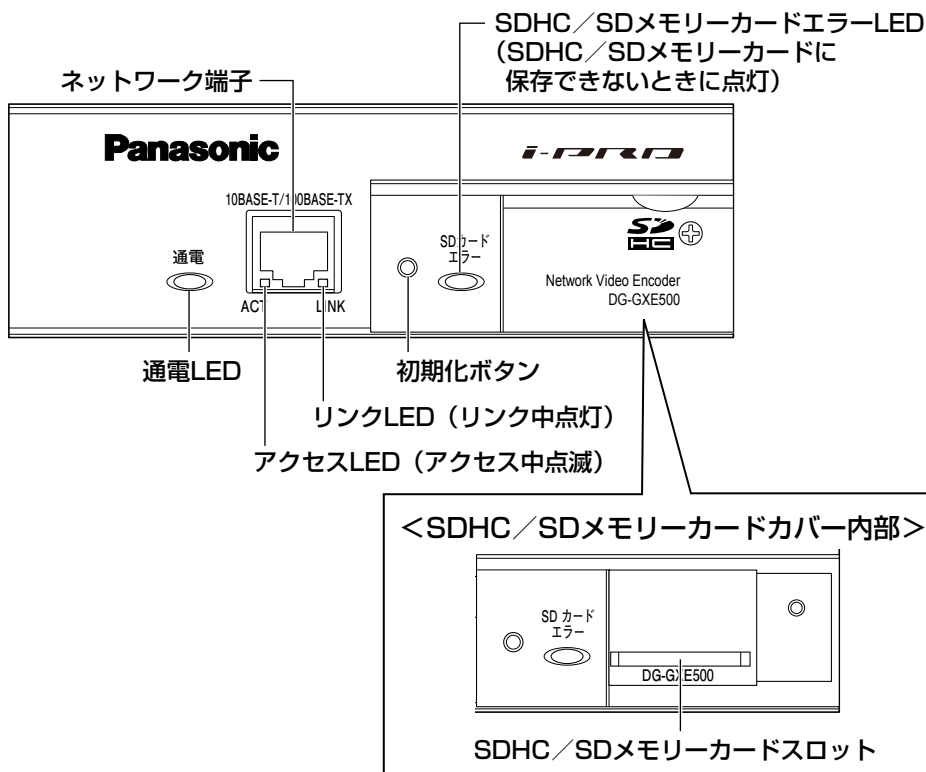 SDHC／SDメモリーカードエラーLED
（SDHC／SDメモリーカードに
保存できないときに点灯）
ネットワーク端子
Panasonic
i-PRO
10BASE-T/100BASE-TX
SDカード
エラー
SDHC
通電
Network Video Encoder
DG-GXE500
ACT
LINK
通電LED
初期化ボタン
リンクLED（リンク中点灯）
アクセスLED（アクセス中点滅）
＜SDHC／SDメモリーカードカバー内部＞
SD カード
エラー
DG-GXE500
SDHC／SDメモリーカードスロット